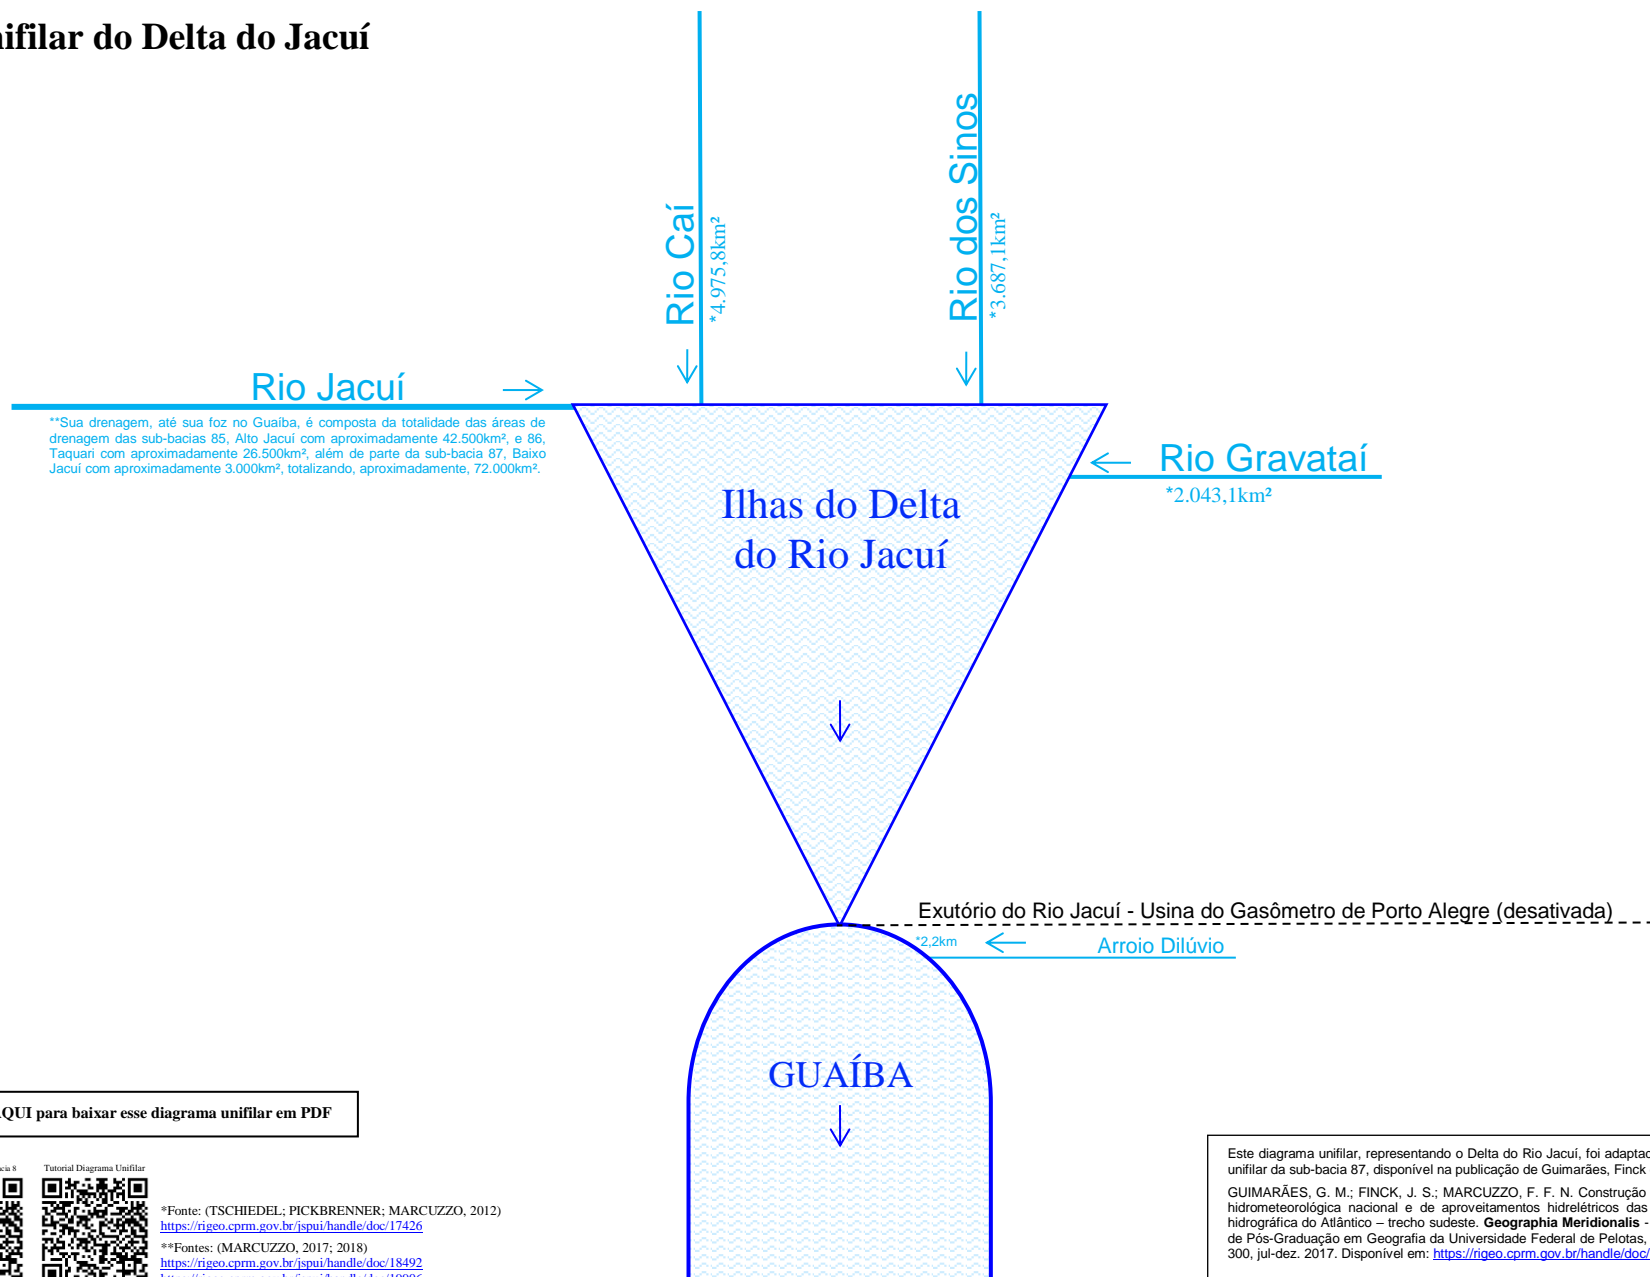 nifilar do Delta do Jacuí
Rio Caí
*4.975,8km²
Rio dos Sinos
*3.687,1km²
Rio Jacuí
**Sua drenagem, até sua foz no Guaíba, é composta da totalidade das áreas de
drenagem das sub-bacias 85, Alto Jacuí com aproximadamente 42.500km², e 86,
Taquari com aproximadamente 26.500km², além de parte da sub-bacia 87, Baixo
Jacuí com aproximadamente 3.000km², totalizando, aproximadamente, 72.000km².
Rio Gravataí
*2.043,1km²
Ilhas do Delta
do Rio Jacuí
Exutório do Rio Jacuí - Usina do Gasômetro de Porto Alegre (desativada)
*2,2km
Arroio Dilúvio
GUAÍBA
AQUI para baixar esse diagrama unifilar em PDF
ncia 8
Tutorial Diagrama Unifilar
*Fonte: (TSCHIEDEL; PICKBRENNER; MARCUZZO, 2012)
https://rigeo.cprm.gov.br/jspui/handle/doc/17426
**Fontes: (MARCUZZO, 2017; 2018)
https://rigeo.cprm.gov.br/jspui/handle/doc/18492
Este diagrama unifilar, representando o Delta do Rio Jacuí, foi adaptad
unifilar da sub-bacia 87, disponível na publicação de Guimarães, Finck
GUIMARÃES, G. M.; FINCK, J. S.; MARCUZZO, F. F. N. Construção
hidrometeorológica nacional e de aproveitamentos hidrelétricos das
hidrográfica do Atlântico – trecho sudeste. Geographia Meridionalis -
de Pós-Graduação em Geografia da Universidade Federal de Pelotas,
300, jul-dez. 2017. Disponível em: https://rigeo.cprm.gov.br/handle/doc/